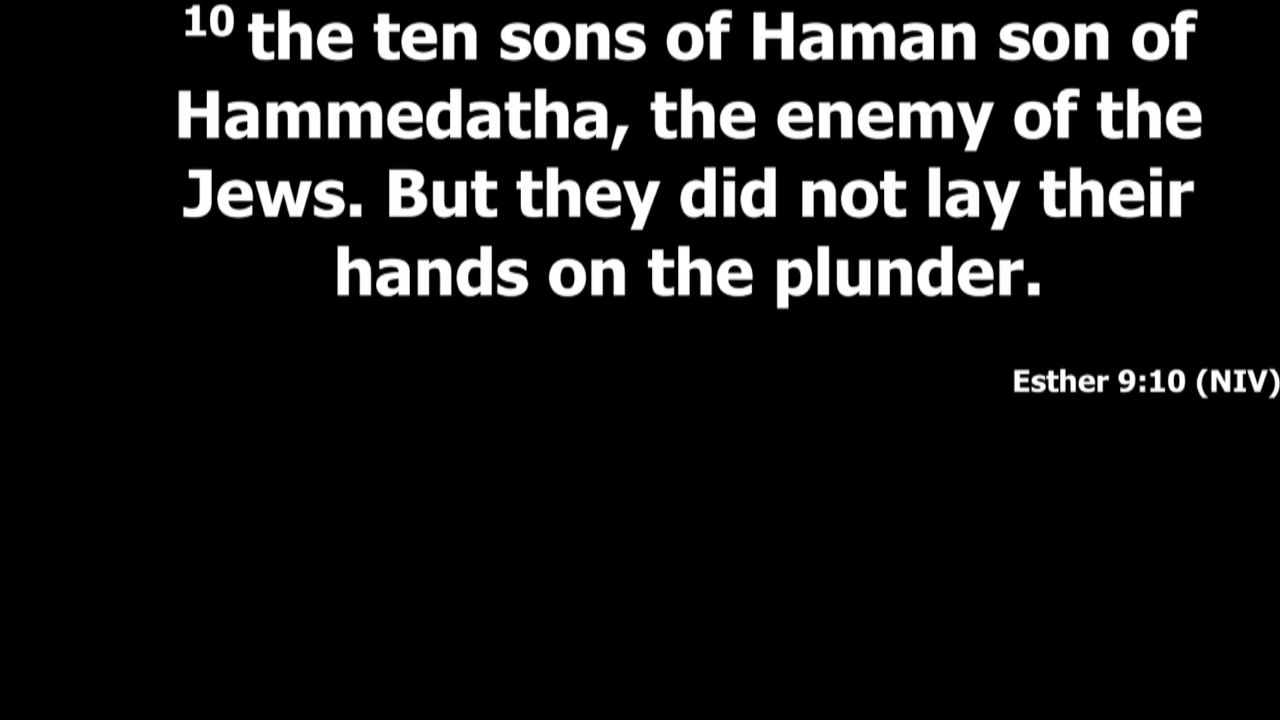 10 the ten sons of Haman son of
Hammedatha, the enemy of the
Jews. But they did not lay their
hands on the plunder.
Esther 9:10 (NIV)